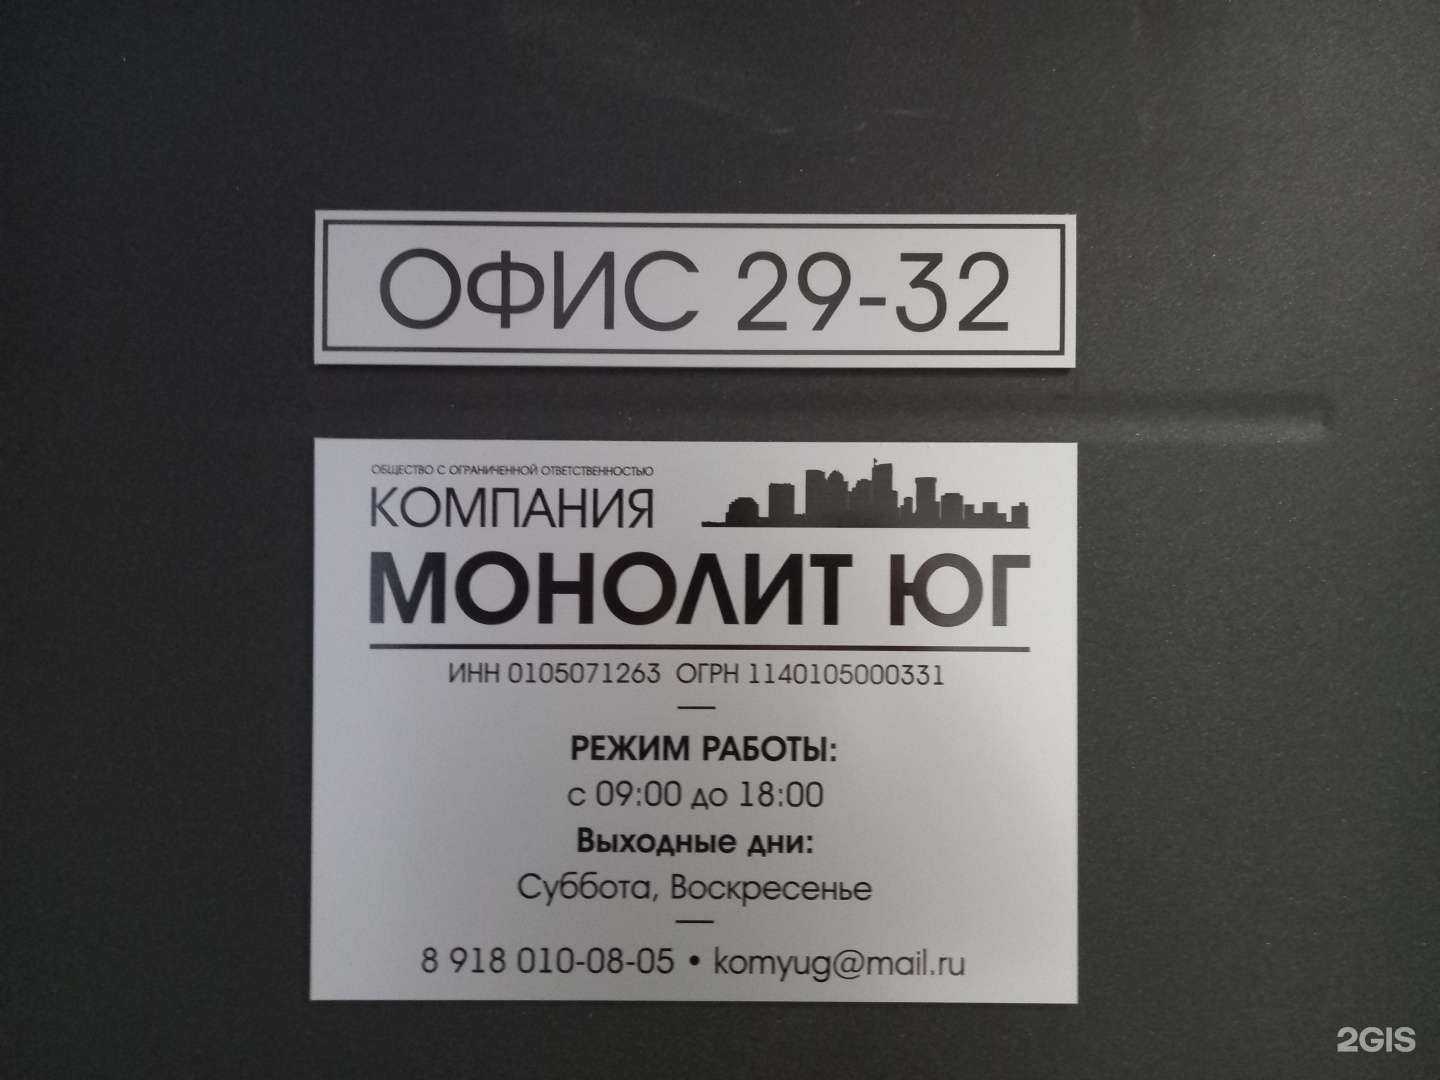 ОФИС 29-32
ОБЩЕСТВО С ОГРАНИЧЕННОЙ ОТВЕТСТВЕННОСТЬЮ
КОМПАНИЯ
МОНОЛИТ ЮГ
ИНН 0105071263 ОГРН 1140105000331
РЕЖИМ РАБОТЫ:
с 09:00 до 18:00
Выходные дни:
Суббота, Воскресенье
8 918 010-08-05 • komyug@mail.ru
2GIS